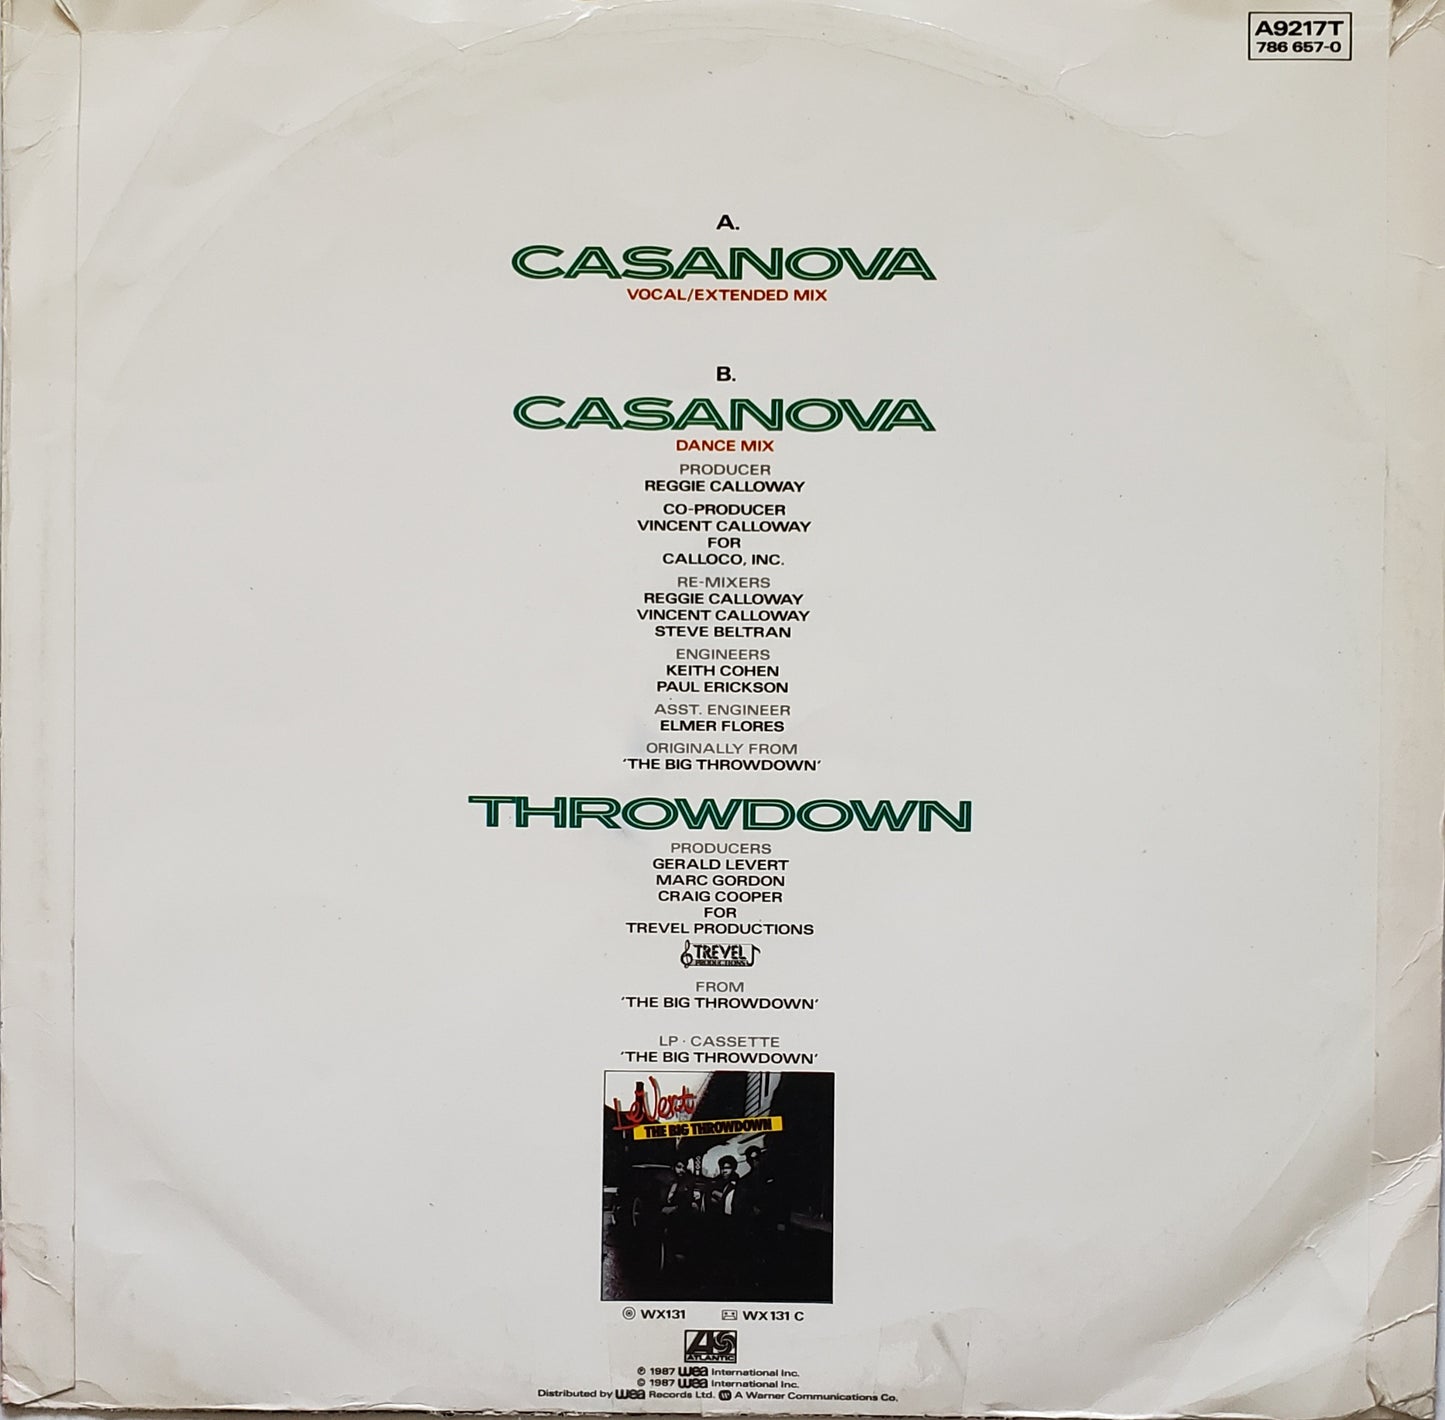 A9217T
786 657-0
A.
CASANOVA
VOCAL/EXTENDED MIX
B.
CASANOVA
DANCE MIX
PRODUCER
REGGIE CALLOWAY
CO-PRODUCER
VINCENT CALLOWAY
FOR
CALLOCO, INC.
RE-MIXERS
REGGIE CALLOWAY
VINCENT CALLOWAY
STEVE BELTRAN
ENGINEERS
KEITH COHEN
PAUL ERICKSON
ASST. ENGINEER
ELMER FLORES
ORIGINALLY FROM
'THE BIG THROWDOWN'
THROWDOWN
PRODUCERS
GERALD LEVERT
MARC GORDON
CRAIG COOPER
FOR
TREVEL PRODUCTIONS
TREVEL
PRODUCTIONS
FROM
'THE BIG THROWDOWN'
LP · CASSETTE
'THE BIG THROWDOWN'
LeVert
THE BIG THROWDOWN
WX131 WX131 C
ATLANTIC
℗ 1987 wea International Inc.
© 1987 wea International Inc.
Distributed by wea Records Ltd. A Warner Communications Co.